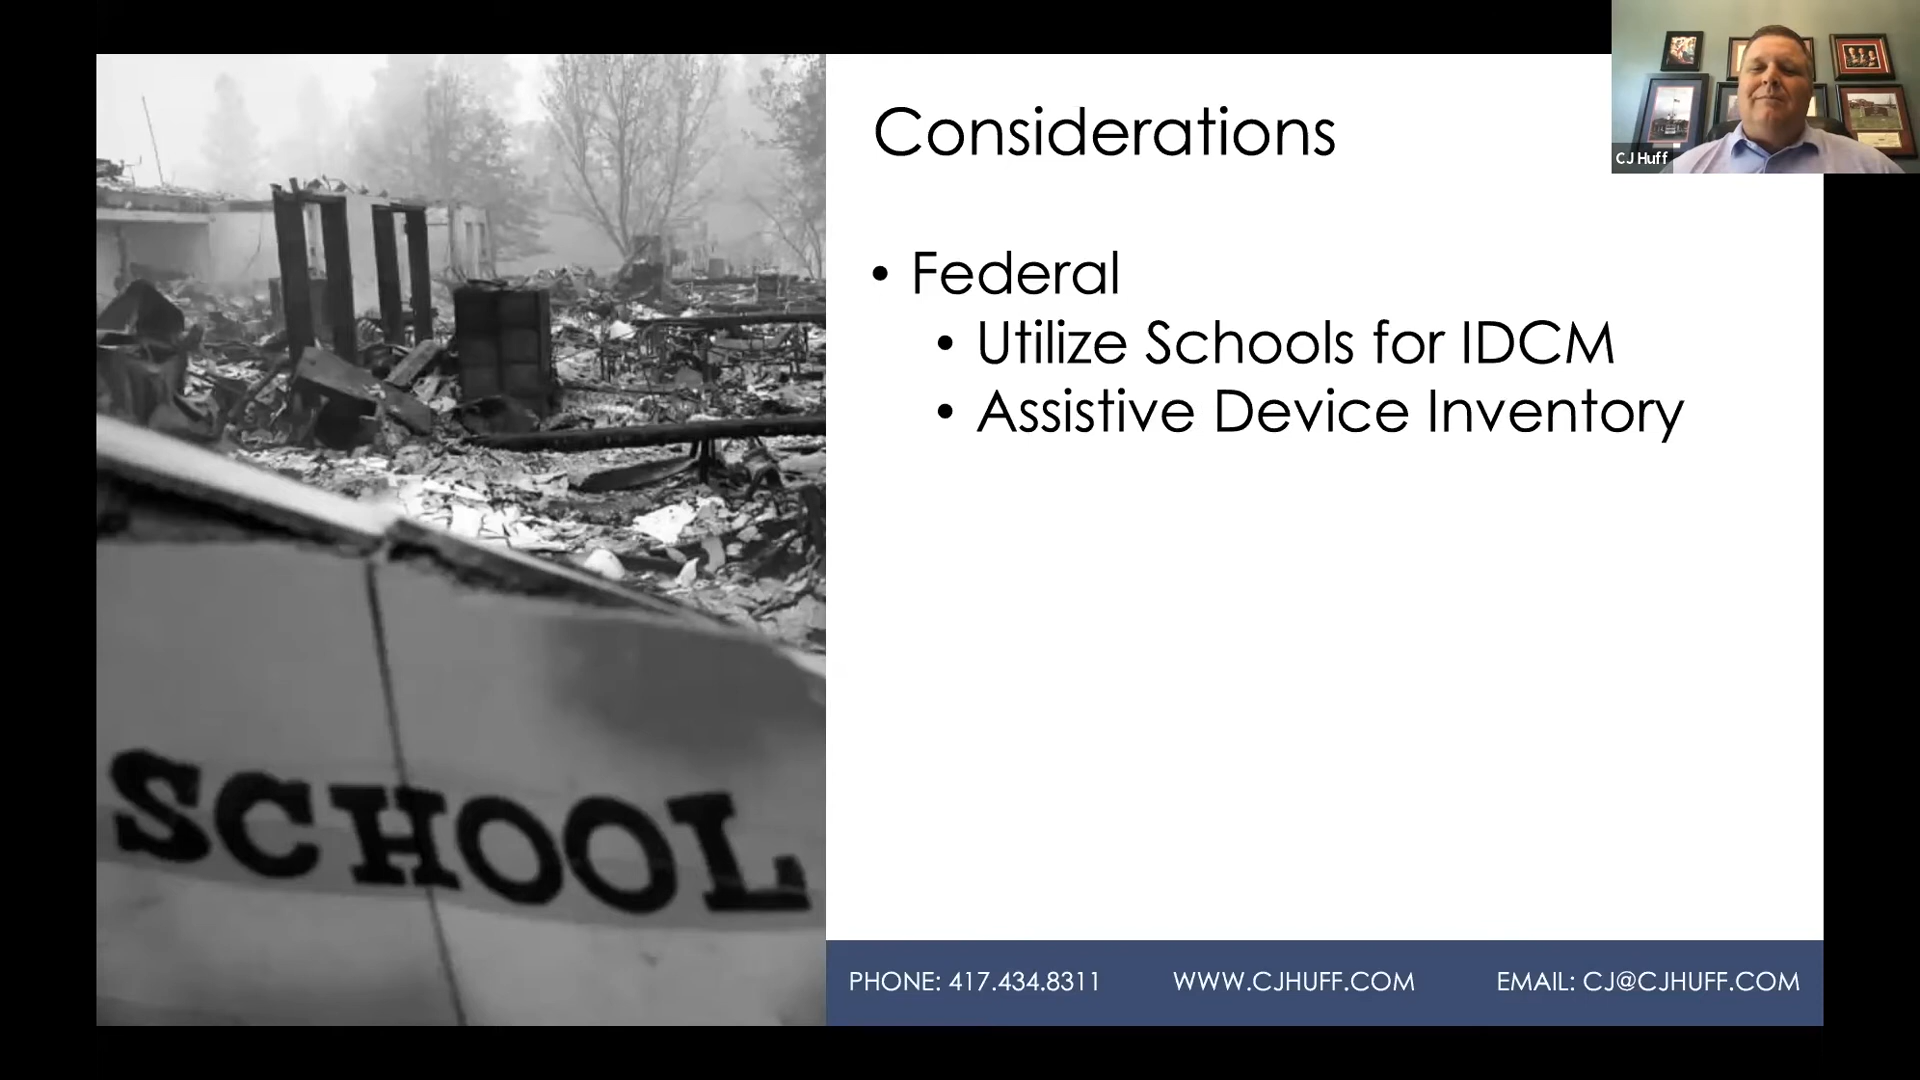 Considerations
CJ Huff
• Federal
• Utilize Schools for IDCM
• Assistive Device Inventory
SCHOOL
PHONE: 417.434.8311 WWW.CJHUFF.COM EMAIL: CJ@CJHUFF.COM